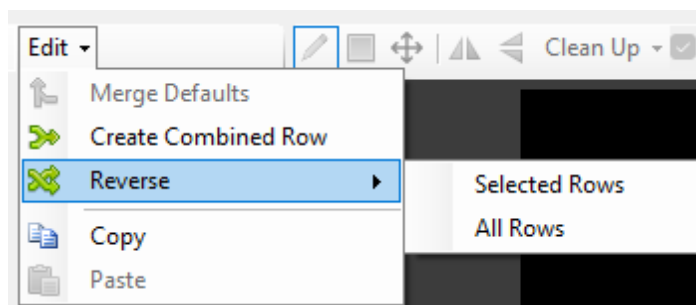 Edit
Clean Up
Merge Defaults
Create Combined Row
Reverse
Selected Rows
All Rows
Copy
Paste